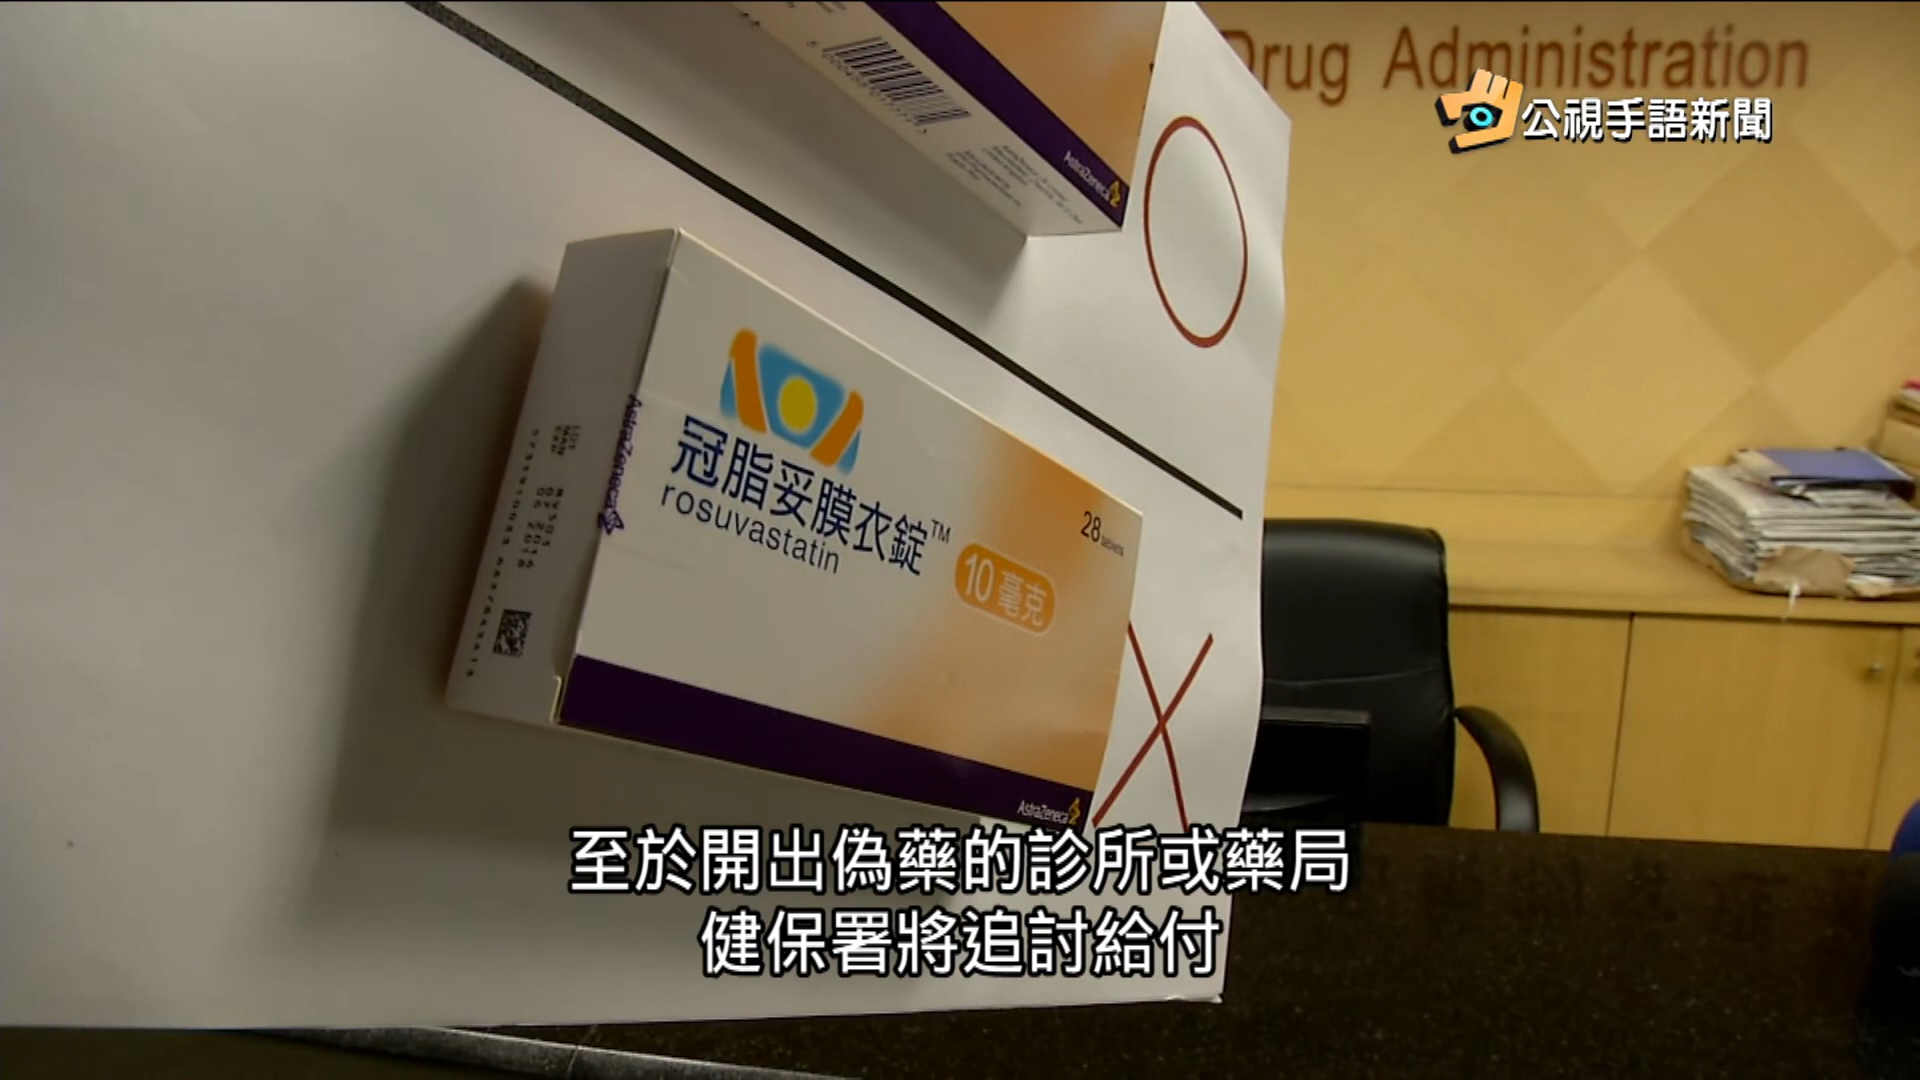 Drug Administration
公視手語新聞
AstraZeneca
冠脂妥膜衣錠™
rosuvastatin
10 毫克
28 tablets
AstraZeneca
AstraZeneca
至於開出偽藥的診所或藥局
健保署將追討給付